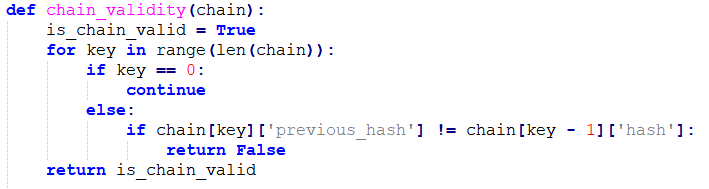 def chain_validity(chain):
    is_chain_valid = True
    for key in range(len(chain)):
        if key == 0:
            continue
        else:
            if chain[key]['previous_hash'] != chain[key - 1]['hash']:
                return False
    return is_chain_valid